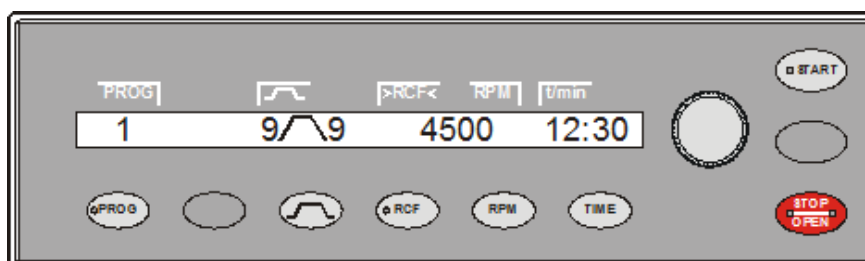 START
PROG >RCF< RPM t/min
1 9 9 4500 12:30
PROG RCF RPM TIME STOP
OPEN